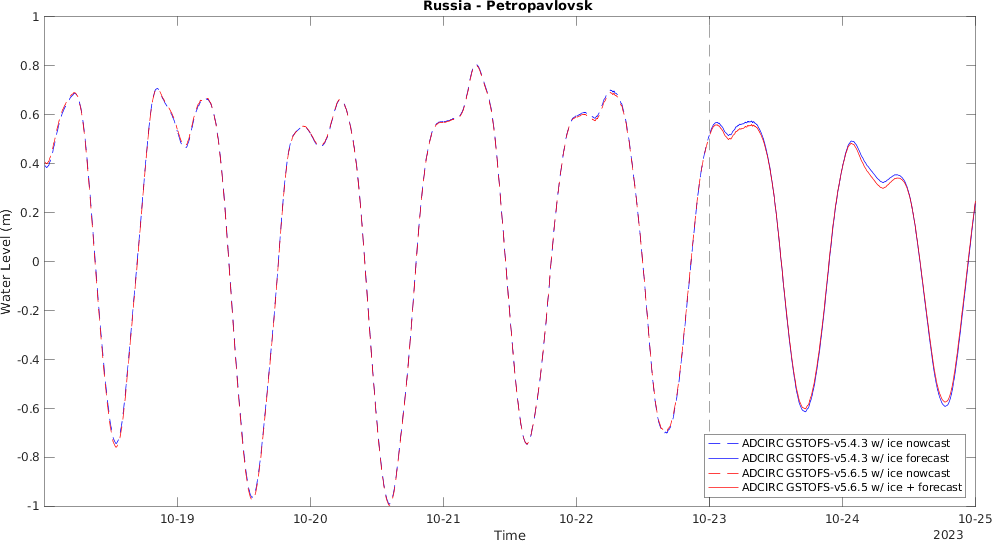 Russia - Petropavlovsk
1
0.8
0.6
0.4
0.2
0
-0.2
-0.4
-0.6
-0.8
-1
Water Level (m)
ADCIRC GSTOFS-v5.4.3 w/ ice nowcast
ADCIRC GSTOFS-v5.4.3 w/ ice forecast
ADCIRC GSTOFS-v5.6.5 w/ ice nowcast
ADCIRC GSTOFS-v5.6.5 w/ ice + forecast
10-19 10-20 10-21 10-22 10-23 10-24 10-25
Time
2023